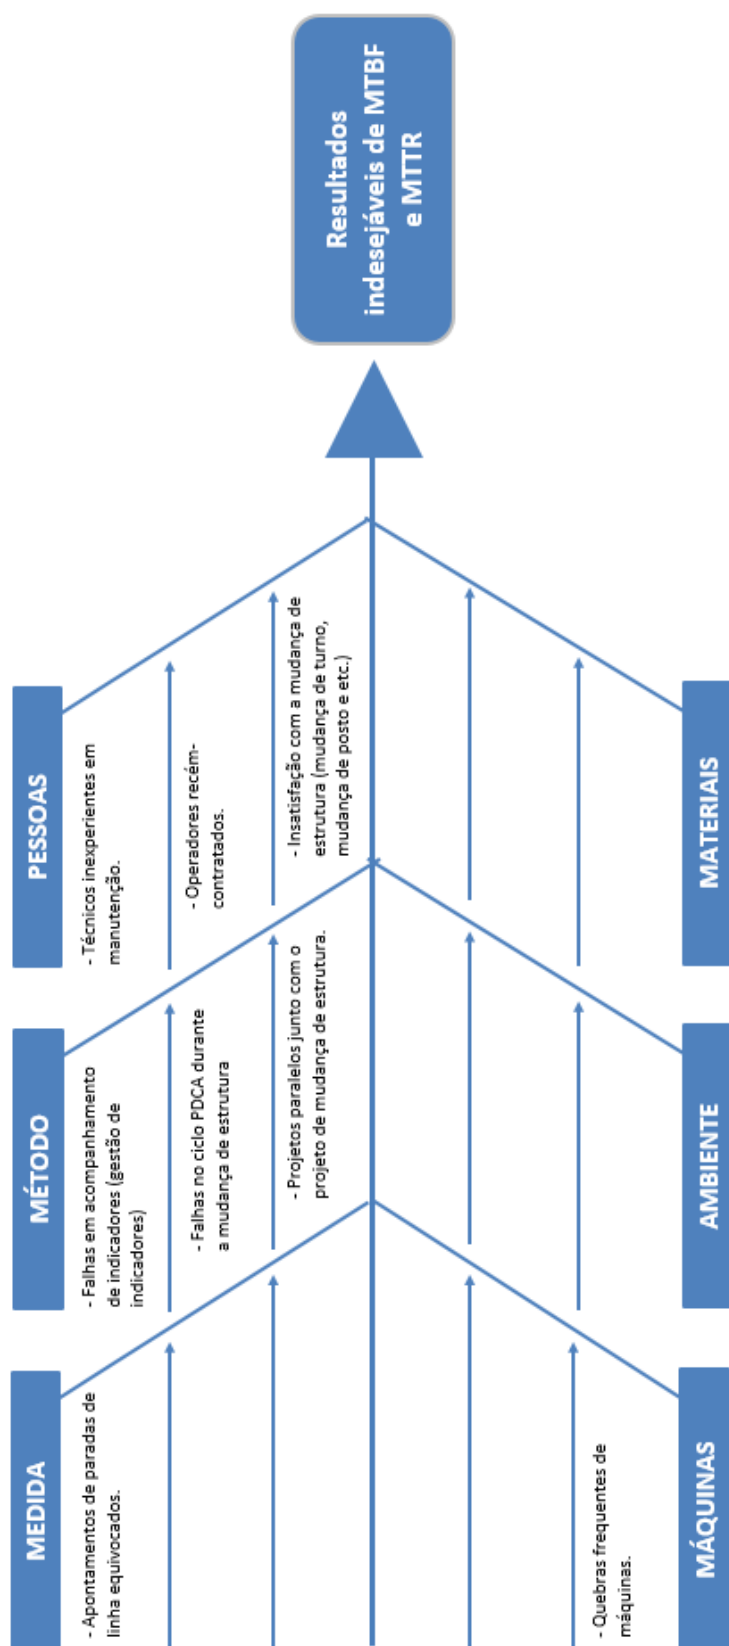 MEDIDA
- Apontamentos de paradas de
linha equivocados.
MÉTODO
- Falhas em acompanhamento
de indicadores (gestão de
indicadores)
- Falhas no ciclo PDCA durante
a mudança de estrutura
- Projetos paralelos junto com o
projeto de mudança de estrutura.
PESSOAS
- Técnicos inexperientes em
manutenção.
- Operadores recém-
contratados.
- Insatisfação com a mudança de
estrutura (mudança de turno,
mudança de posto e etc.)
Resultados
indesejáveis de MTBF
e MTTR
- Quebras frequentes de
máquinas.
MÁQUINAS
AMBIENTE
MATERIAIS